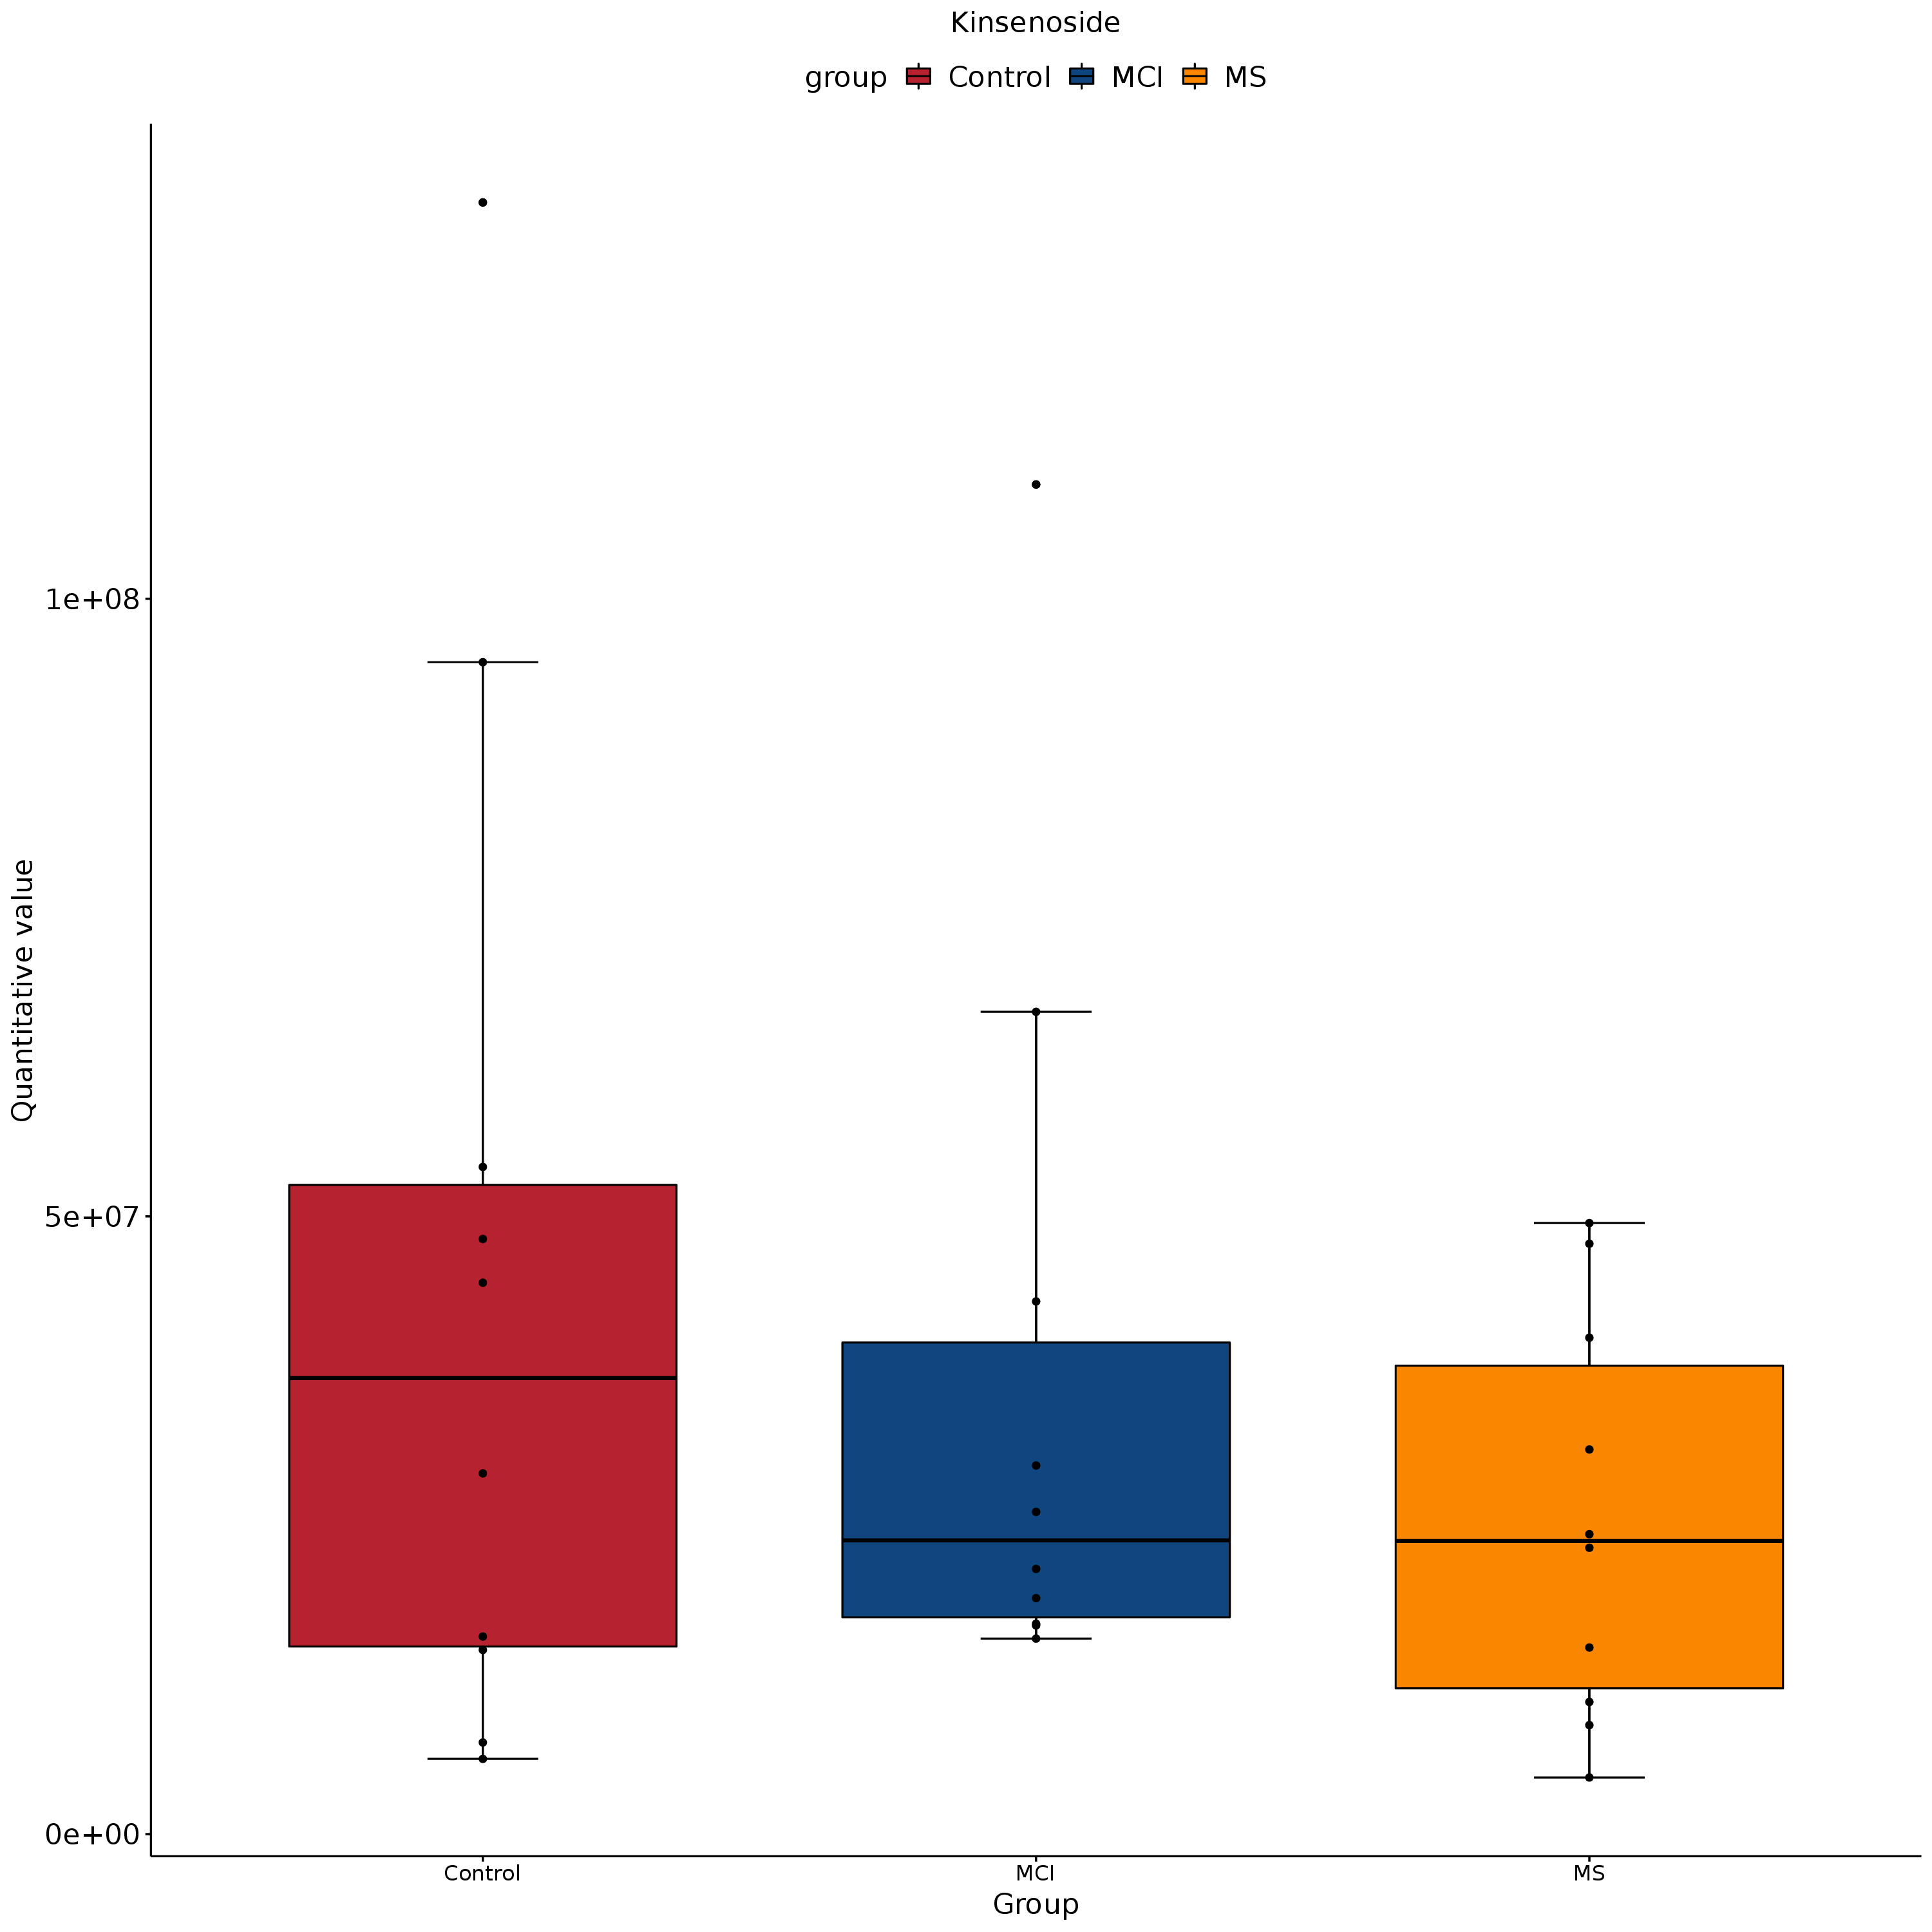 Kinsenoside
group Control MCI MS
Quantitative value
1e+08
5e+07
0e+00
Control MCI MS
Group